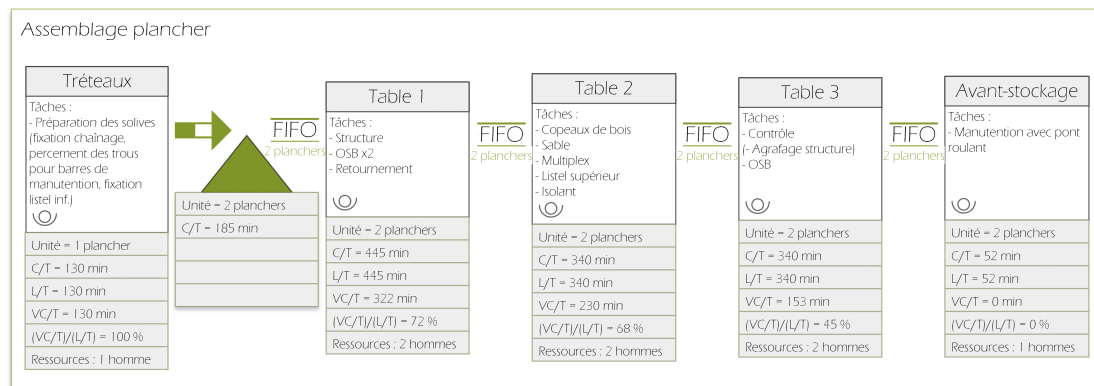 Assemblage plancher
Tréteaux
Tâches :
- Préparation des solives
(fixation chaînage,
percement des trous
pour barres de
manutention, fixation
listel inf.)
Unité = 1 plancher
C/T = 130 min
L/T = 130 min
VC/T = 130 min
(VC/T)/(L/T) = 100 %
Ressources : 1 homme
Unité = 2 planchers
C/T = 185 min
FIFO
2 planchers
Table 1
Tâches :
- Structure
- OSB x2
- Retournement
Unité = 2 planchers
C/T = 445 min
L/T = 445 min
VC/T = 322 min
(VC/T)/(L/T) = 72 %
Ressources : 2 hommes
FIFO
2 planchers
Table 2
Tâches :
- Copeaux de bois
- Sable
- Multiplex
- Listel supérieur
- Isolant
Unité = 2 planchers
C/T = 340 min
L/T = 340 min
VC/T = 230 min
(VC/T)/(L/T) = 68 %
Ressources : 2 hommes
FIFO
2 planchers
Table 3
Tâches :
- Contrôle
(- Agrafage structure)
- OSB
Unité = 2 planchers
C/T = 340 min
L/T = 340 min
VC/T = 153 min
(VC/T)/(L/T) = 45 %
Ressources : 2 hommes
FIFO
2 planchers
Avant-stockage
Tâches :
- Manutention avec pont
roulant
Unité = 2 planchers
C/T = 52 min
L/T = 52 min
VC/T = 0 min
(VC/T)/(L/T) = 0 %
Ressources : 1 hommes